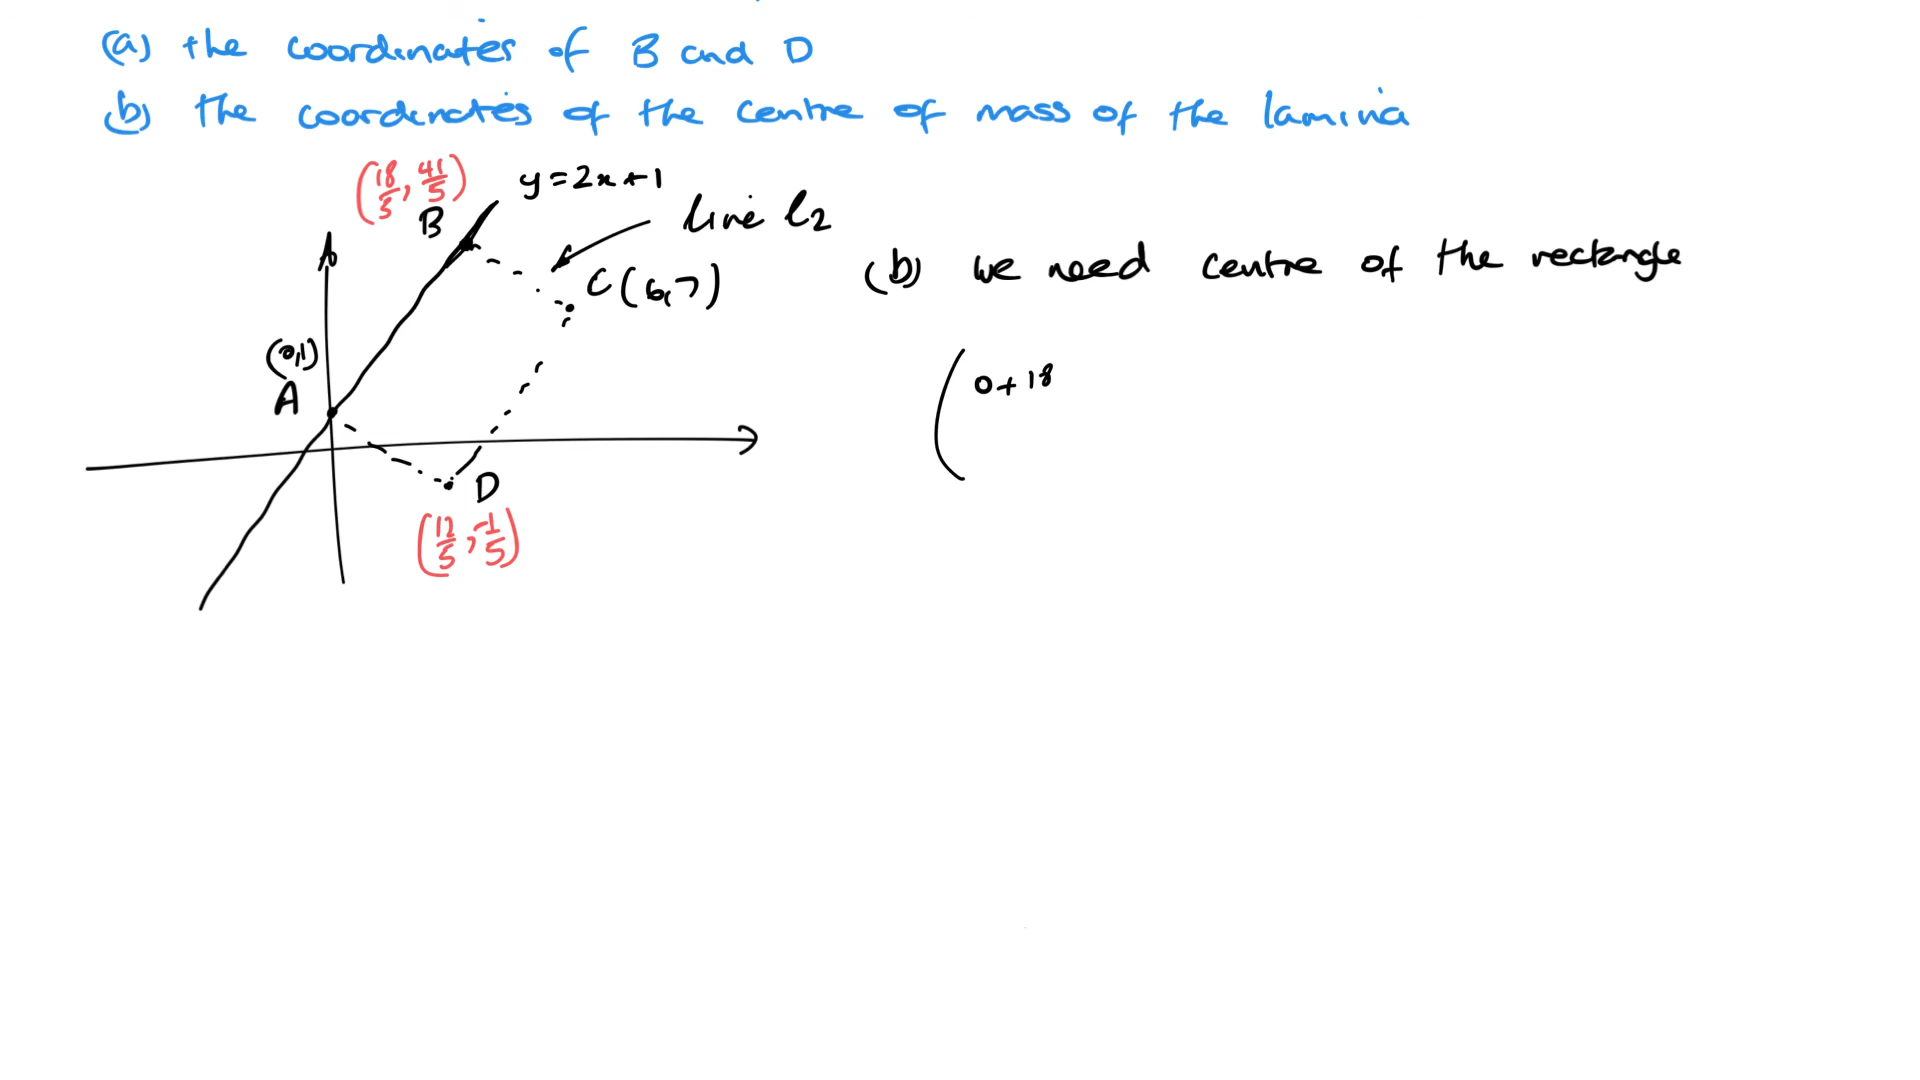 (a) the coordinates of B and D
(b) the coordinates of the centre of mass of the lamina
(18/5, 41/5)
y=2x+1
B
line l2
C(6,7)
(b) we need centre of the rectangle
(0,1)
A
(0+18
D
(12/5, -1/5)